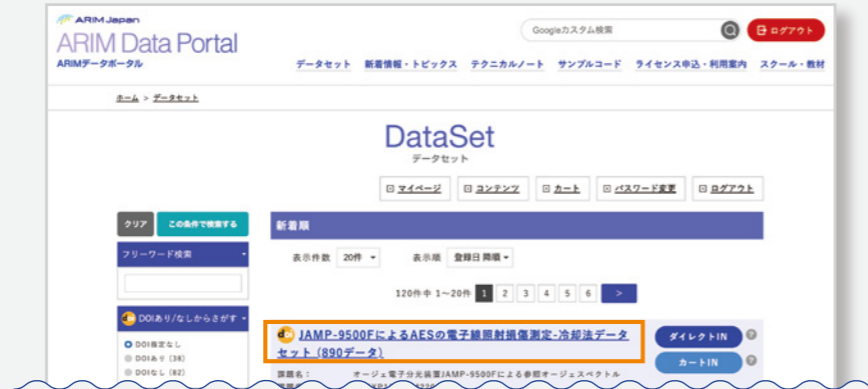 ARIM Japan
ARIM Data Portal
ARIMデータポータル
Googleカスタム検索
ログアウト
データセット 新着情報・トピックス テクニカルノート サンプルコード ライセンス申込・利用案内 スクール・教材
ホーム > データセット
DataSet
データセット
マイページ コンテンツ カート パスワード変更 ログアウト
クリア この条件で検索する
新着順
フリーワード検索
表示件数 20件 表示順 登録日 降順
120件中 1~20件 1 2 3 4 5 6 >
DOIあり/なしからさがす
DOI指定なし
DOIあり (38)
DOIなし (82)
doi JAMP-9500FによるAESの電子線照射損傷測定-冷却法データ
セット (890データ)
ダイレクトIN ?
カートIN ?
課題名: オージェ電子分光装置JAMP-9500Fによる参照オージェスペクトル